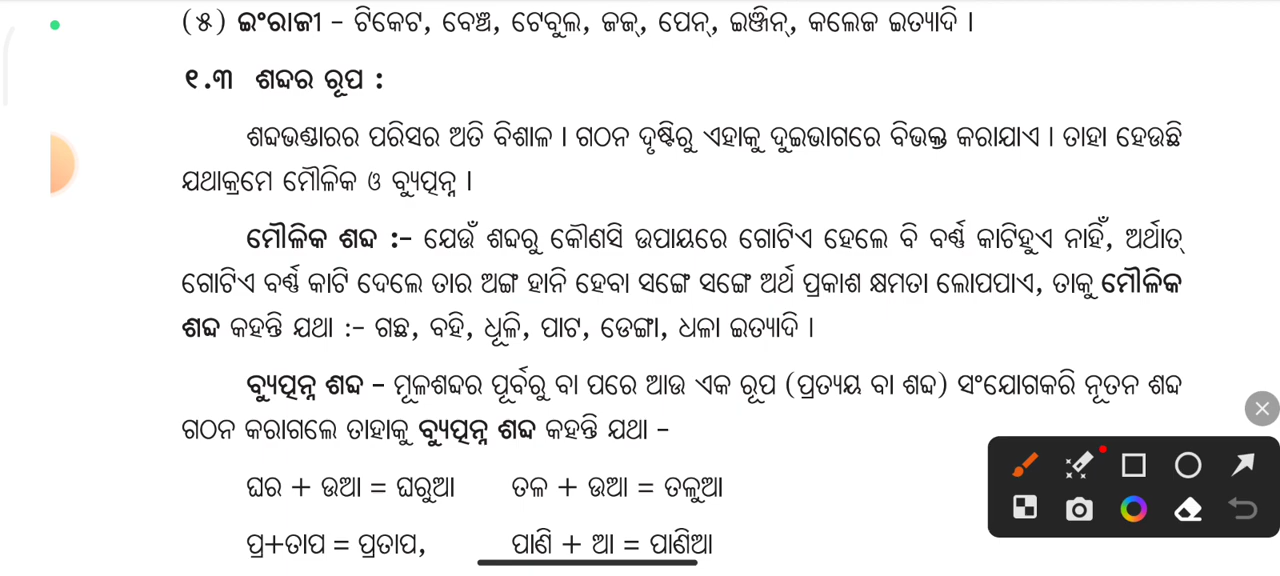 (୫) ଇଂରାଜୀ – ଟିକେଟ, ବେଞ୍ଚ, ଟେବୁଲ, ଜଜ୍, ପେନ୍, ଇଞ୍ଜିନ୍, କଲେଜ ଇତ୍ୟାଦି ।
୧.୩ ଶବ୍ଦର ରୂପ :
ଶବ୍ଦଭଣ୍ଡାରର ପରିସର ଅତି ବିଶାଳ । ଗଠନ ଦୃଷ୍ଟିରୁ ଏହାକୁ ଦୁଇଭାଗରେ ବିଭକ୍ତ କରାଯାଏ । ତାହା ହେଉଛି
ଯଥାକ୍ରମେ ମୌଳିକ ଓ ବ୍ୟୁତ୍ପନ୍ନ ।
ମୌଳିକ ଶବ୍ଦ :– ଯେଉଁ ଶବ୍ଦରୁ କୌଣସି ଉପାୟରେ ଗୋଟିଏ ହେଲେ ବି ବର୍ଣ୍ଣ କାଟିହୁଏ ନାହିଁ, ଅର୍ଥାତ୍
ଗୋଟିଏ ବର୍ଣ୍ଣ କାଟି ଦେଲେ ତାର ଅଙ୍ଗ ହାନି ହେବା ସଙ୍ଗେ ସଙ୍ଗେ ଅର୍ଥ ପ୍ରକାଶ କ୍ଷମତା ଲୋପପାଏ, ତାକୁ ମୌଳିକ
ଶବ୍ଦ କହନ୍ତି ଯଥା :– ଗଛ, ବହି, ଧୂଳି, ପାଟ, ଡେଙ୍ଗା, ଧଳା ଇତ୍ୟାଦି ।
ବ୍ୟୁତ୍ପନ୍ନ ଶବ୍ଦ – ମୂଳଶବ୍ଦର ପୂର୍ବରୁ ବା ପରେ ଆଉ ଏକ ରୂପ (ପ୍ରତ୍ୟୟ ବା ଶବ୍ଦ) ସଂଯୋଗକରି ନୂତନ ଶବ୍ଦ
ଗଠନ କରାଗଲେ ତାହାକୁ ବ୍ୟୁତ୍ପନ୍ନ ଶବ୍ଦ କହନ୍ତି ଯଥା –
ଘର + ଉଆ = ଘରୁଆ ତଳ + ଉଆ = ତଳୁଆ
ପ୍ର+ତାପ = ପ୍ରତାପ, ପାଣି + ଆ = ପାଣିଆ